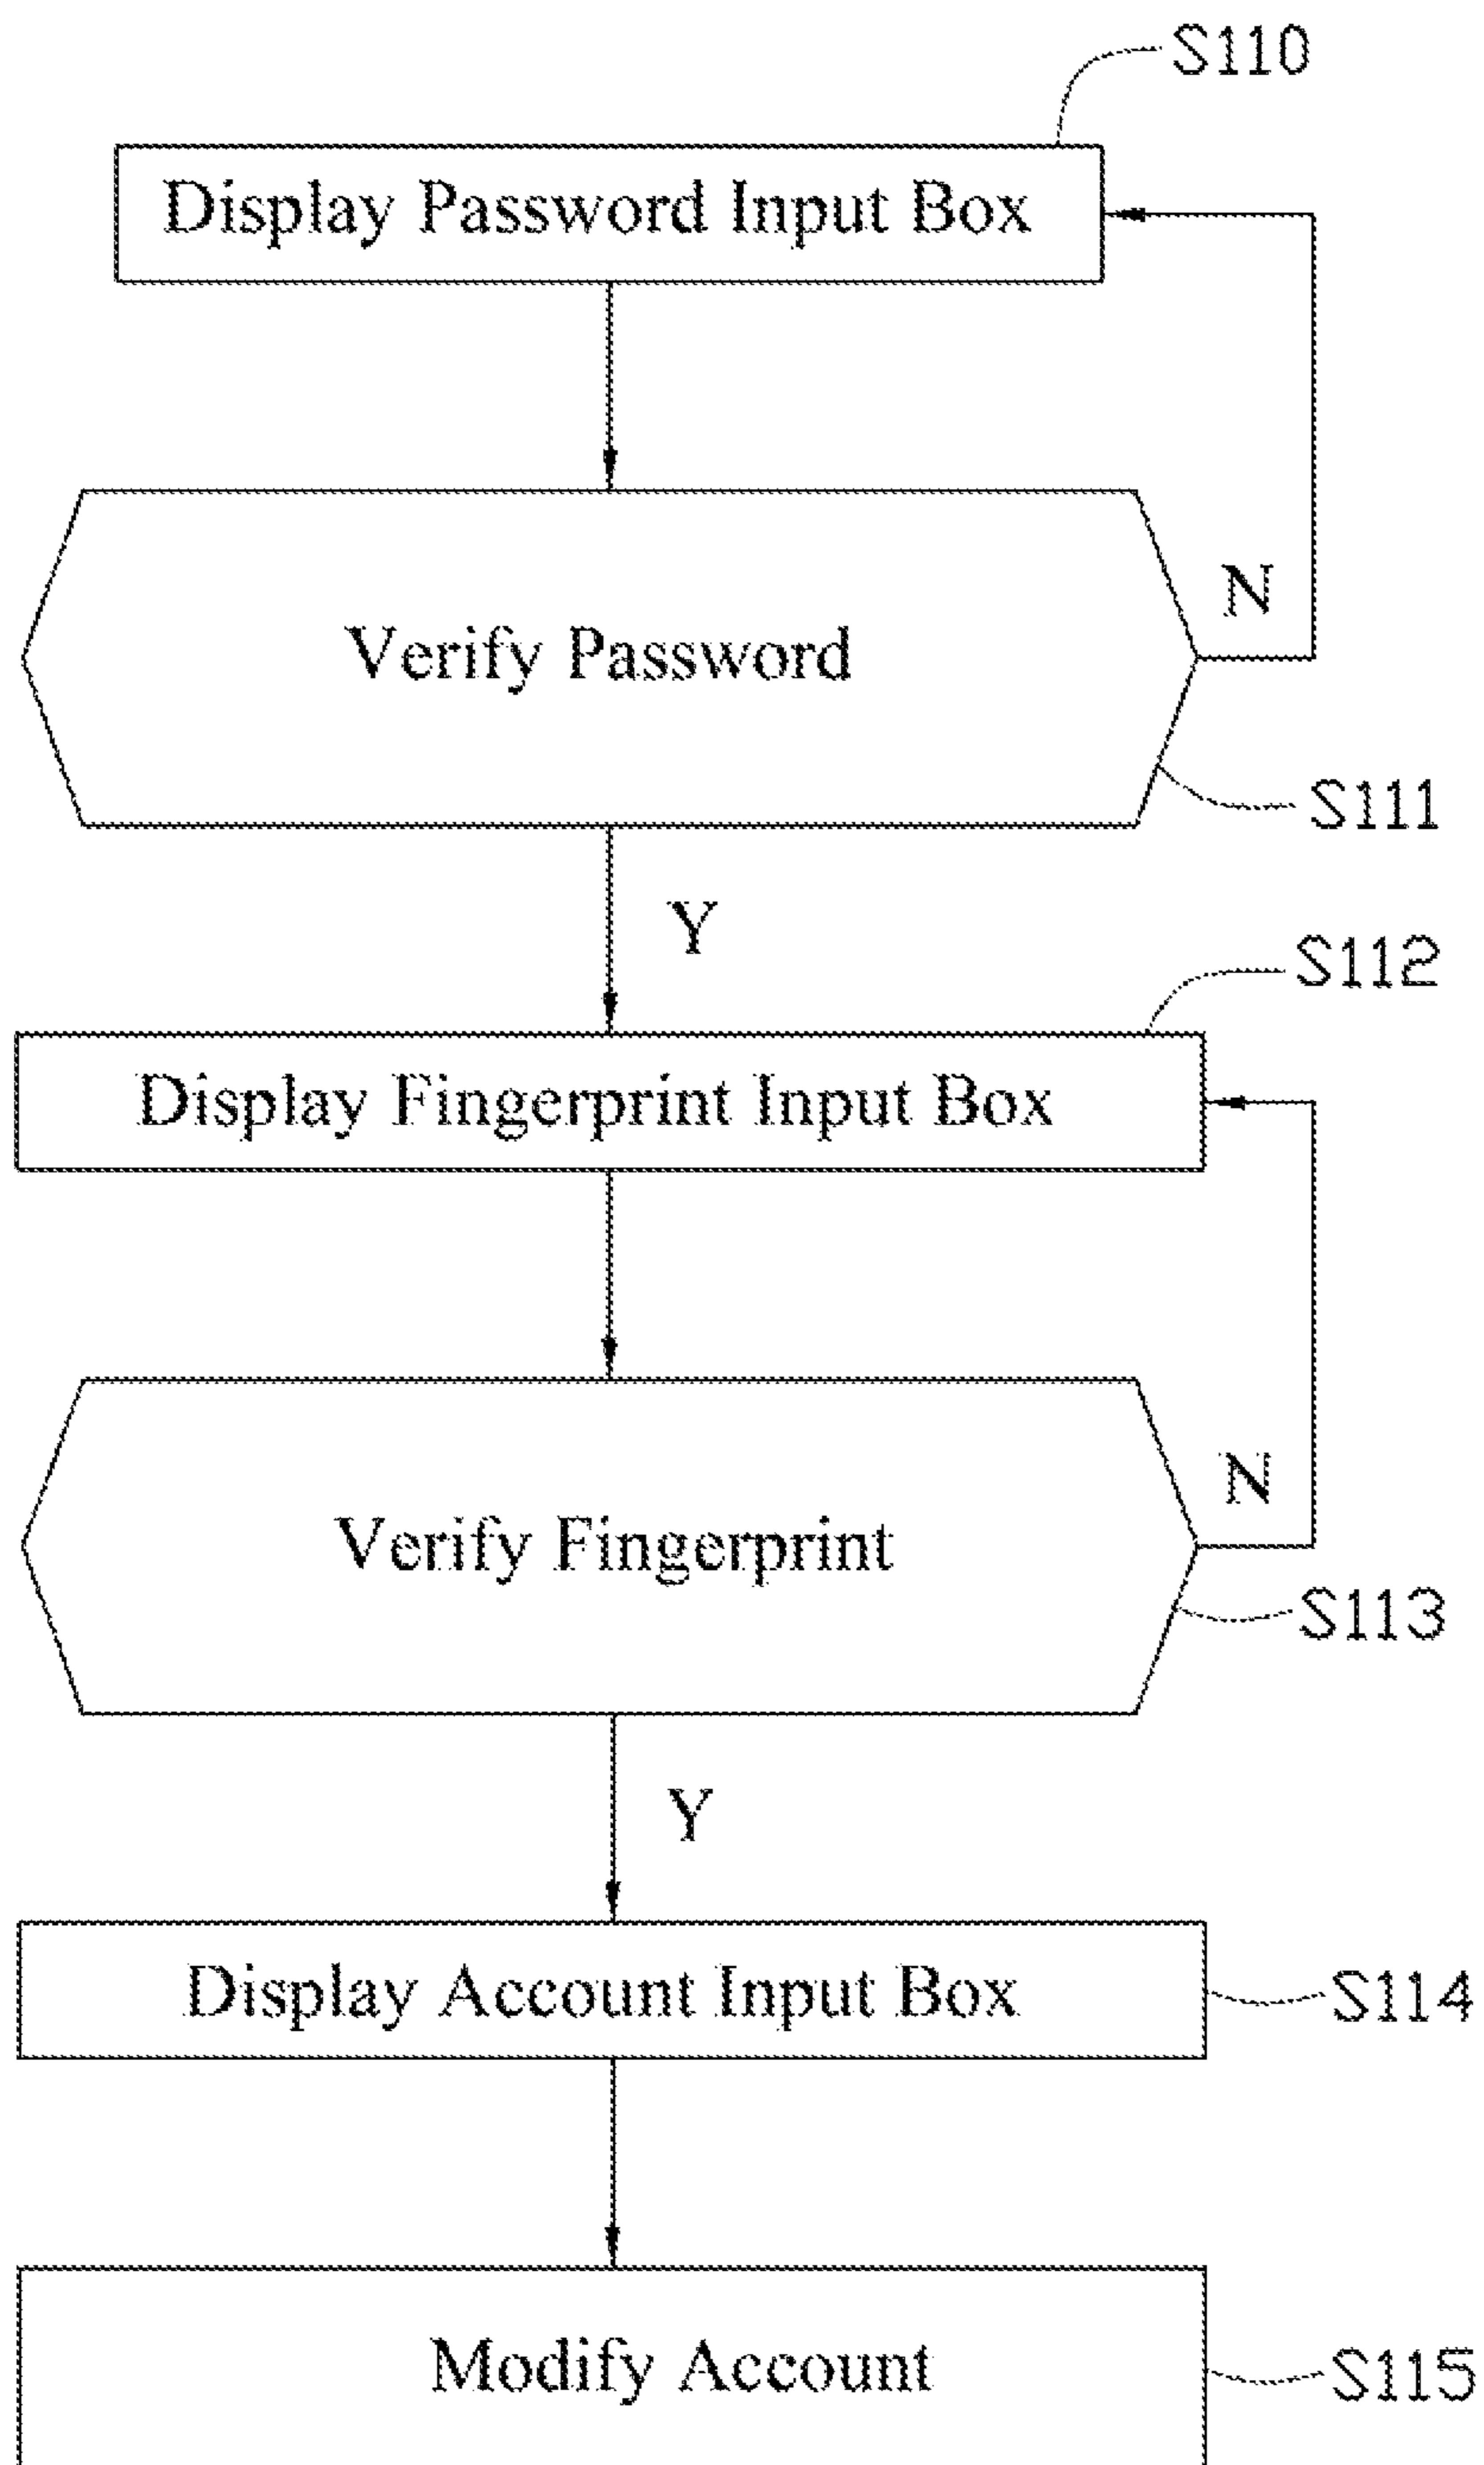 S110
Display Password Input Box
N
Verify Password
S111
Y
S112
Display Fingerprint Input Box
N
Verify Fingerprint
S113
Y
Display Account Input Box
S114
Modify Account
S115